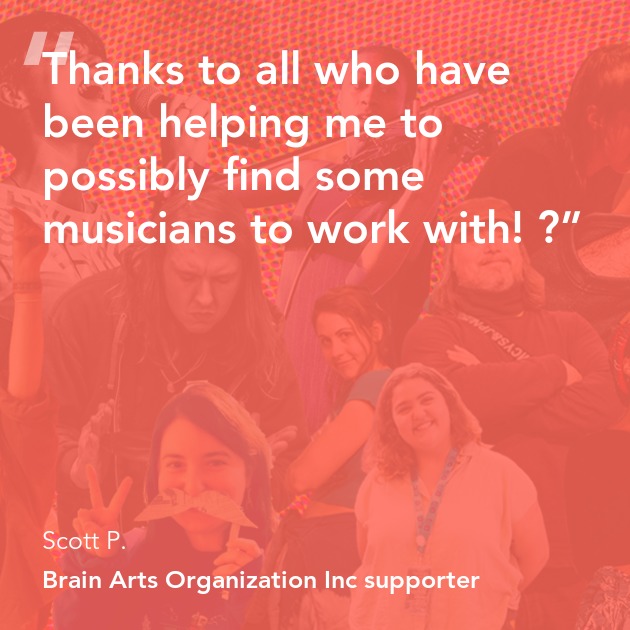 "Thanks to all who have
been helping me to
possibly find some
musicians to work with! ?”
Scott P.
Brain Arts Organization Inc supporter